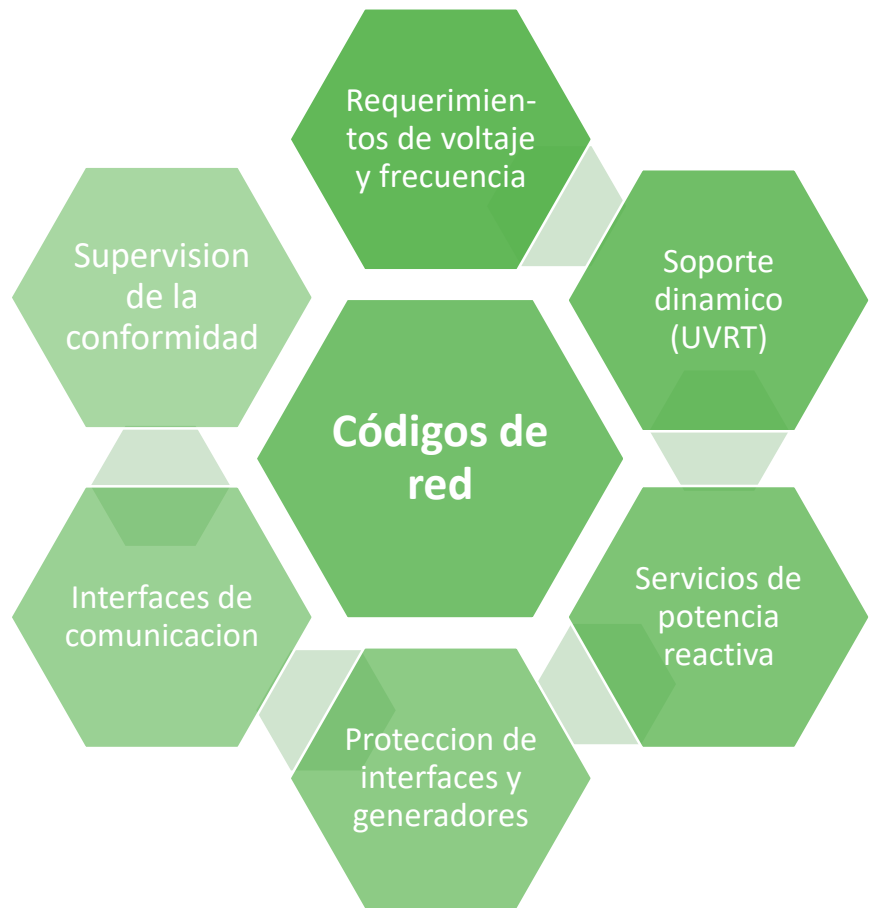 Requerimien-
tos de voltaje
y frecuencia
Soporte
dinamico
(UVRT)
Servicios de
potencia
reactiva
Proteccion de
interfaces y
generadores
Interfaces de
comunicacion
Supervision
de la
conformidad
Códigos de
red